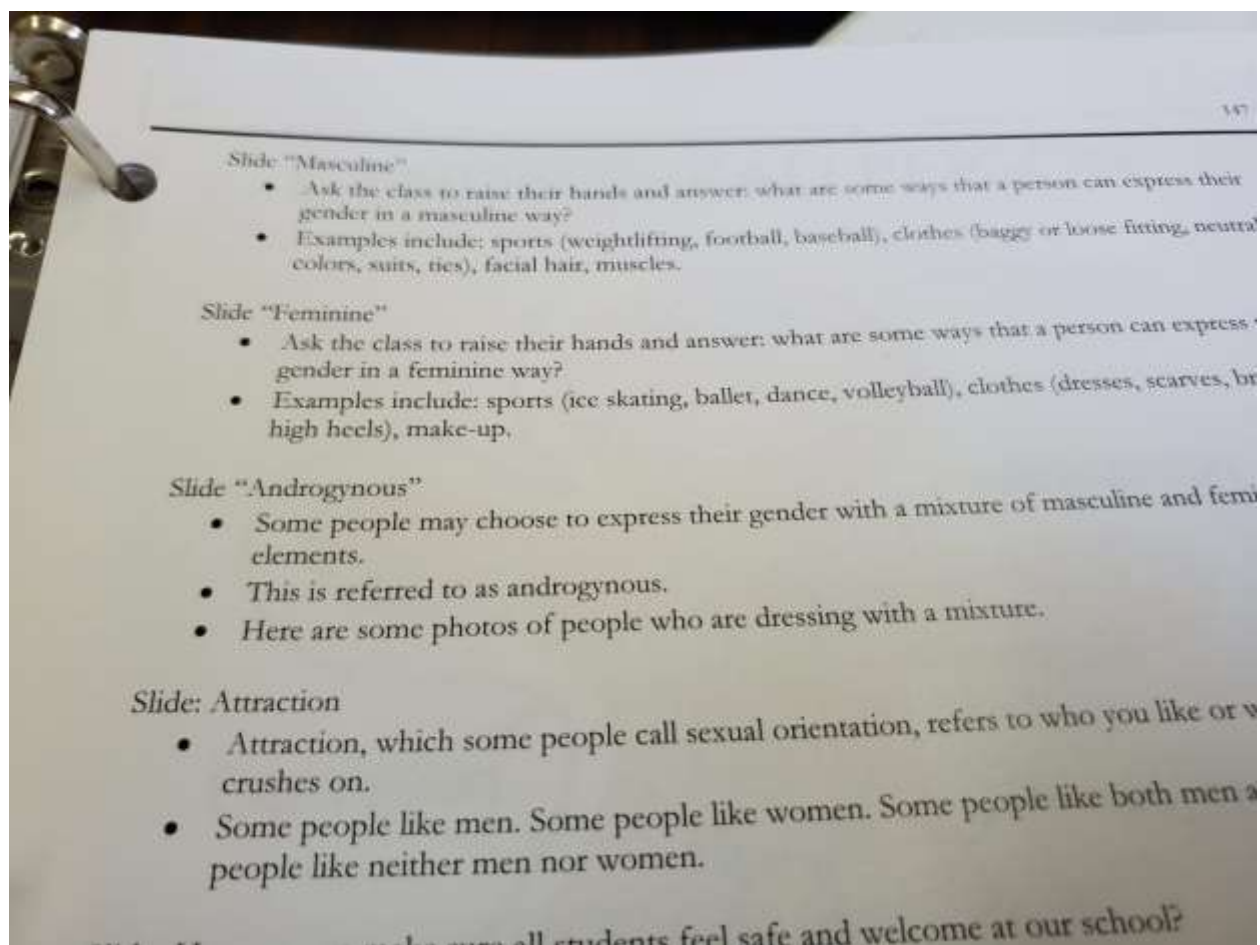 347
Slide "Masculine"
• Ask the class to raise their hands and answer: what are some ways that a person can express their
gender in a masculine way?
• Examples include: sports (weightlifting, football, baseball), clothes (baggy or loose fitting, neutral
colors, suits, ties), facial hair, muscles.
Slide "Feminine"
• Ask the class to raise their hands and answer: what are some ways that a person can express
gender in a feminine way?
• Examples include: sports (ice skating, ballet, dance, volleyball), clothes (dresses, scarves,
high heels), make-up.
Slide "Androgynous"
• Some people may choose to express their gender with a mixture of masculine and femi
elements.
• This is referred to as androgynous.
• Here are some photos of people who are dressing with a mixture.
Slide: Attraction
• Attraction, which some people call sexual orientation, refers to who you like or
crushes on.
• Some people like men. Some people like women. Some people like both men
people like neither men nor women.
sure all students feel safe and welcome at our school?